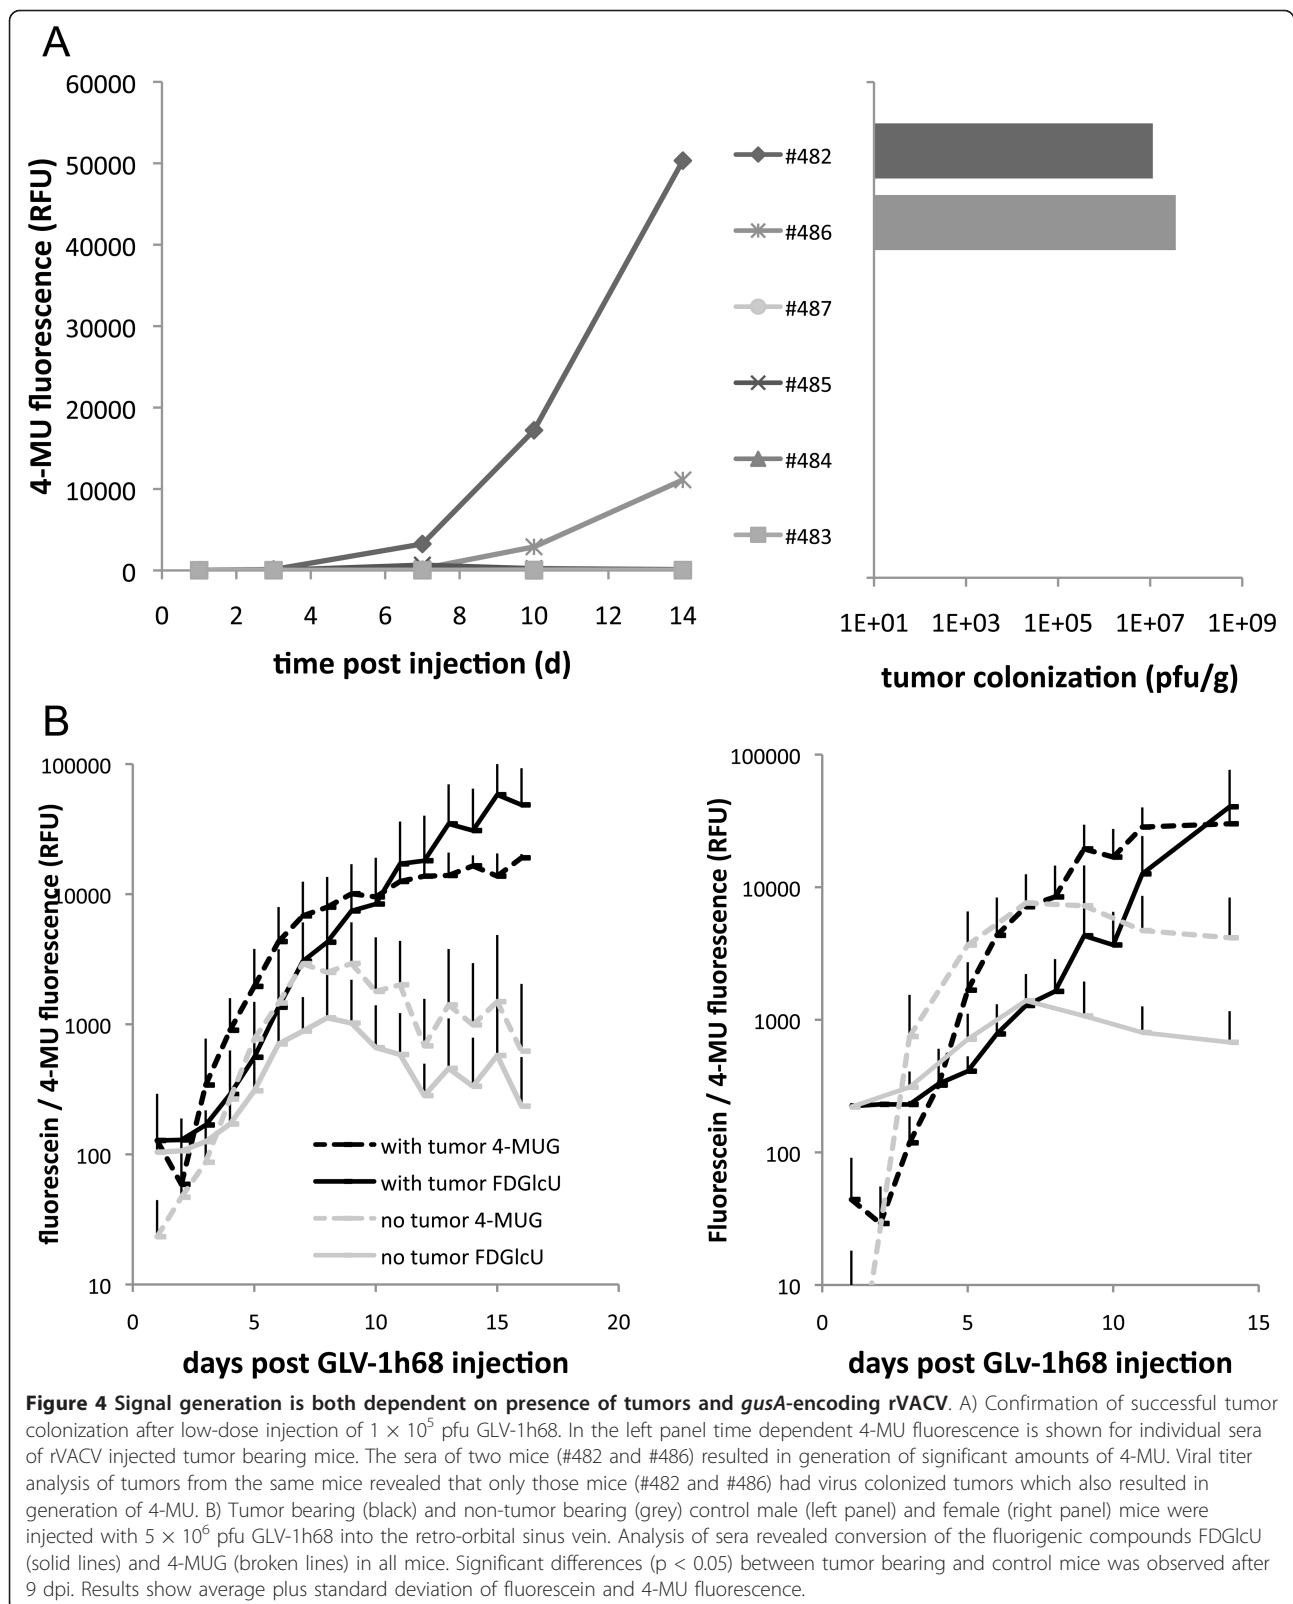 A
60000
50000
40000
30000
20000
10000
0
4-MU fluorescence (RFU)
0 2 4 6 8 10 12 14
time post injection (d)
#482
#486
#487
#485
#484
#483
1E+01 1E+03 1E+05 1E+07 1E+09
tumor colonization (pfu/g)
B
100000
10000
1000
100
10
fluorescein / 4-MU fluorescence (RFU)
with tumor 4-MUG
with tumor FDGlcU
no tumor 4-MUG
no tumor FDGlcU
0 5 10 15 20
days post GLV-1h68 injection
100000
10000
1000
100
10
Fluorescein / 4-MU fluorescence (RFU)
0 5 10 15
days post GLv-1h68 injection
Figure 4 Signal generation is both dependent on presence of tumors and gusA-encoding rVACV. A) Confirmation of successful tumor
colonization after low-dose injection of 1 × 10⁵ pfu GLV-1h68. In the left panel time dependent 4-MU fluorescence is shown for individual sera
of rVACV injected tumor bearing mice. The sera of two mice (#482 and #486) resulted in generation of significant amounts of 4-MU. Viral titer
analysis of tumors from the same mice revealed that only those mice (#482 and #486) had virus colonized tumors which also resulted in
generation of 4-MU. B) Tumor bearing (black) and non-tumor bearing (grey) control male (left panel) and female (right panel) mice were
injected with 5 × 10⁶ pfu GLV-1h68 into the retro-orbital sinus vein. Analysis of sera revealed conversion of the fluorigenic compounds FDGlcU
(solid lines) and 4-MUG (broken lines) in all mice. Significant differences (p < 0.05) between tumor bearing and control mice was observed after
9 dpi. Results show average plus standard deviation of fluorescein and 4-MU fluorescence.